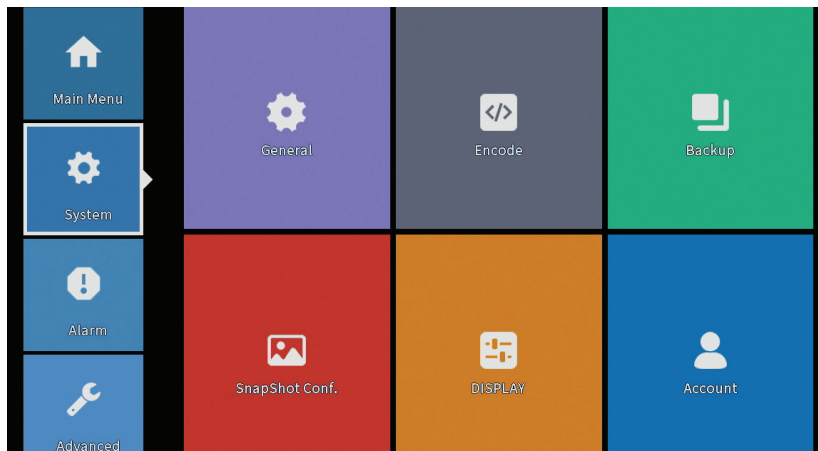 Main Menu
System
Alarm
Advanced
General
Encode
Backup
SnapShot Conf.
DISPLAY
Account